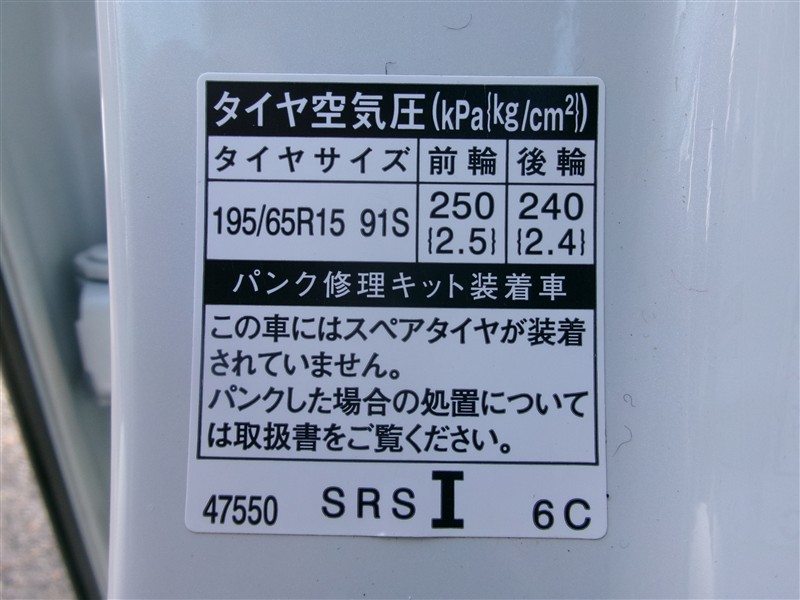 タイヤ空気圧(kPa{kg/cm²})
タイヤサイズ 前輪 後輪
195/65R15 91S 250 240
{2.5} {2.4}
パンク修理キット装着車
この車にはスペアタイヤが装着
されていません。
パンクした場合の処置について
は取扱書をご覧ください。
47550 SRS I 6C